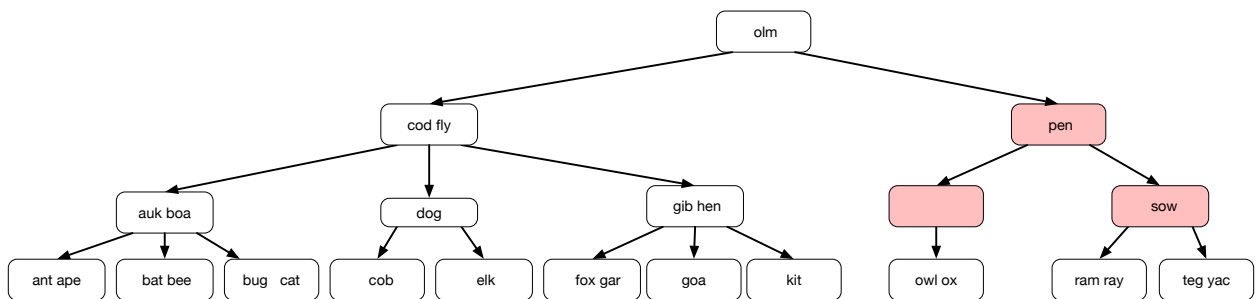 olm
cod fly
pen
auk boa
dog
gib hen
sow
ant ape
bat bee
bug cat
cob
elk
fox gar
goa
kit
owl ox
ram ray
teg yac